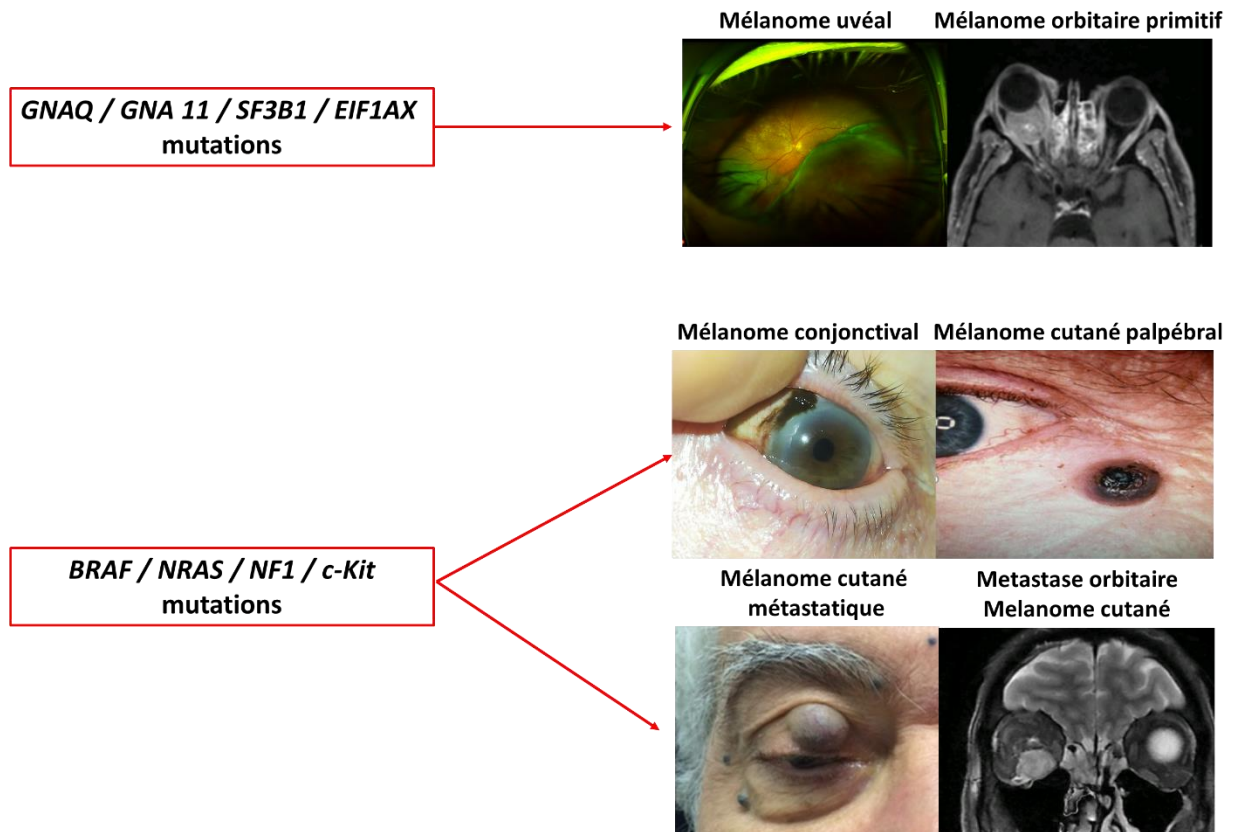 Mélanome uvéal
Mélanome orbitaire primitif
GNAQ / GNA 11 / SF3B1 / EIF1AX
mutations
Mélanome conjonctival
Mélanome cutané palpébral
BRAF / NRAS / NF1 / c-Kit
mutations
Mélanome cutané
métastatique
Metastase orbitaire
Melanome cutané